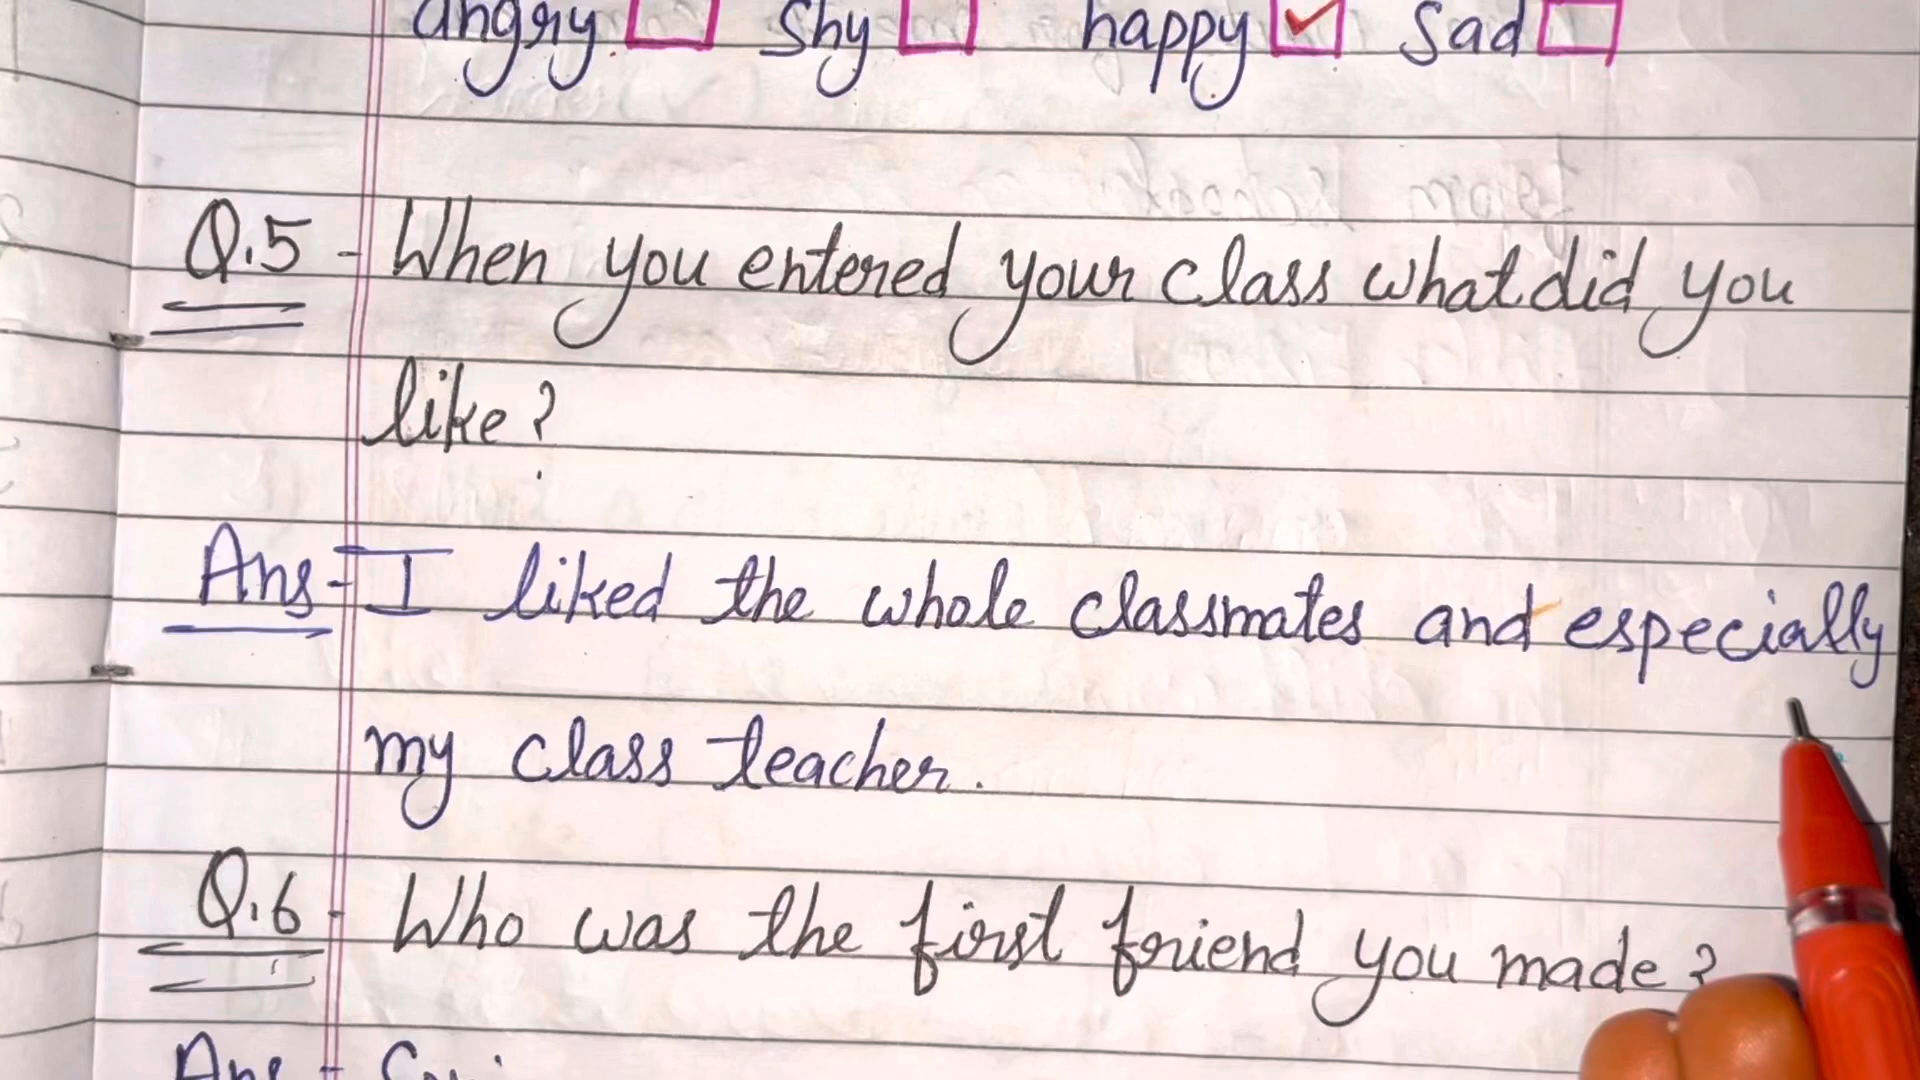 angry shy happy ✓ Sad
Q.5 - When you entered your class what did you
like?
Ans - I liked the whole classmates and especially
my class teacher.
Q.6 - Who was the first friend you made?
Ans -